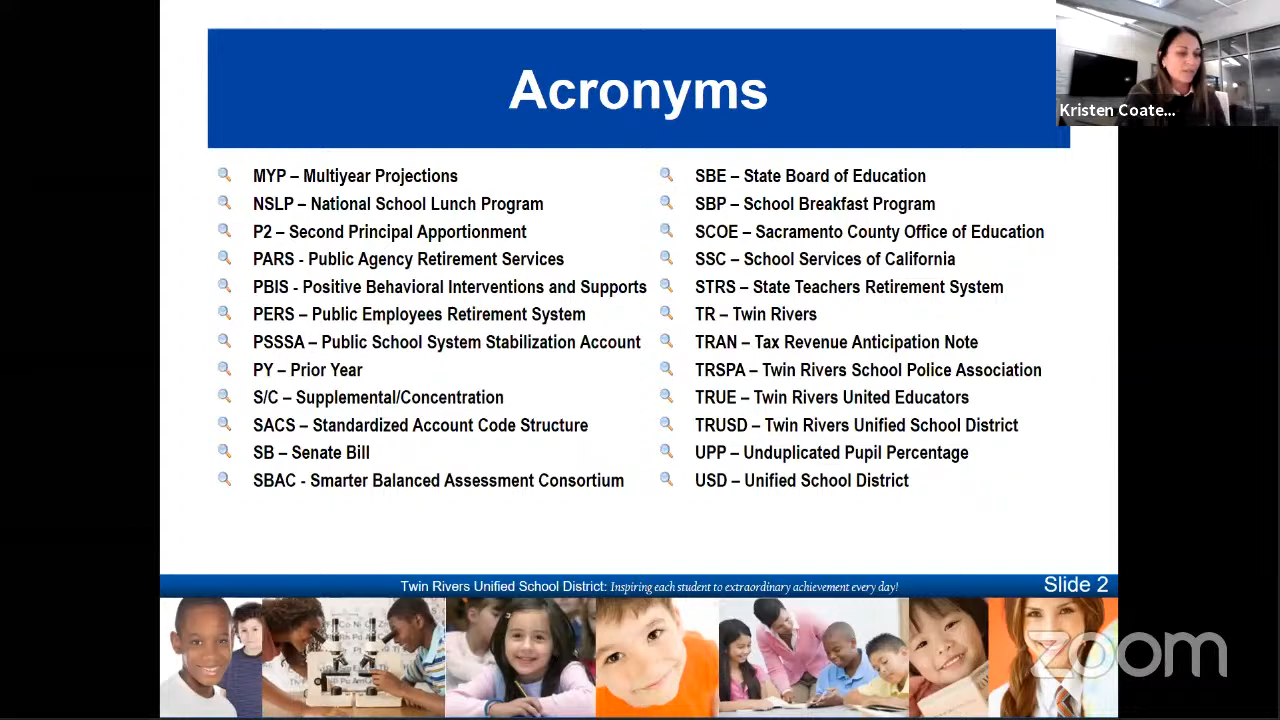 Acronyms
Kristen Coate...
MYP – Multiyear Projections
NSLP – National School Lunch Program
P2 – Second Principal Apportionment
PARS - Public Agency Retirement Services
PBIS - Positive Behavioral Interventions and Supports
PERS – Public Employees Retirement System
PSSSA – Public School System Stabilization Account
PY – Prior Year
S/C – Supplemental/Concentration
SACS – Standardized Account Code Structure
SB – Senate Bill
SBAC - Smarter Balanced Assessment Consortium
SBE – State Board of Education
SBP – School Breakfast Program
SCOE – Sacramento County Office of Education
SSC – School Services of California
STRS – State Teachers Retirement System
TR – Twin Rivers
TRAN – Tax Revenue Anticipation Note
TRSPA – Twin Rivers School Police Association
TRUE – Twin Rivers United Educators
TRUSD – Twin Rivers Unified School District
UPP – Unduplicated Pupil Percentage
USD – Unified School District
Twin Rivers Unified School District: Inspiring each student to extraordinary achievement every day!
Slide 2
zoom